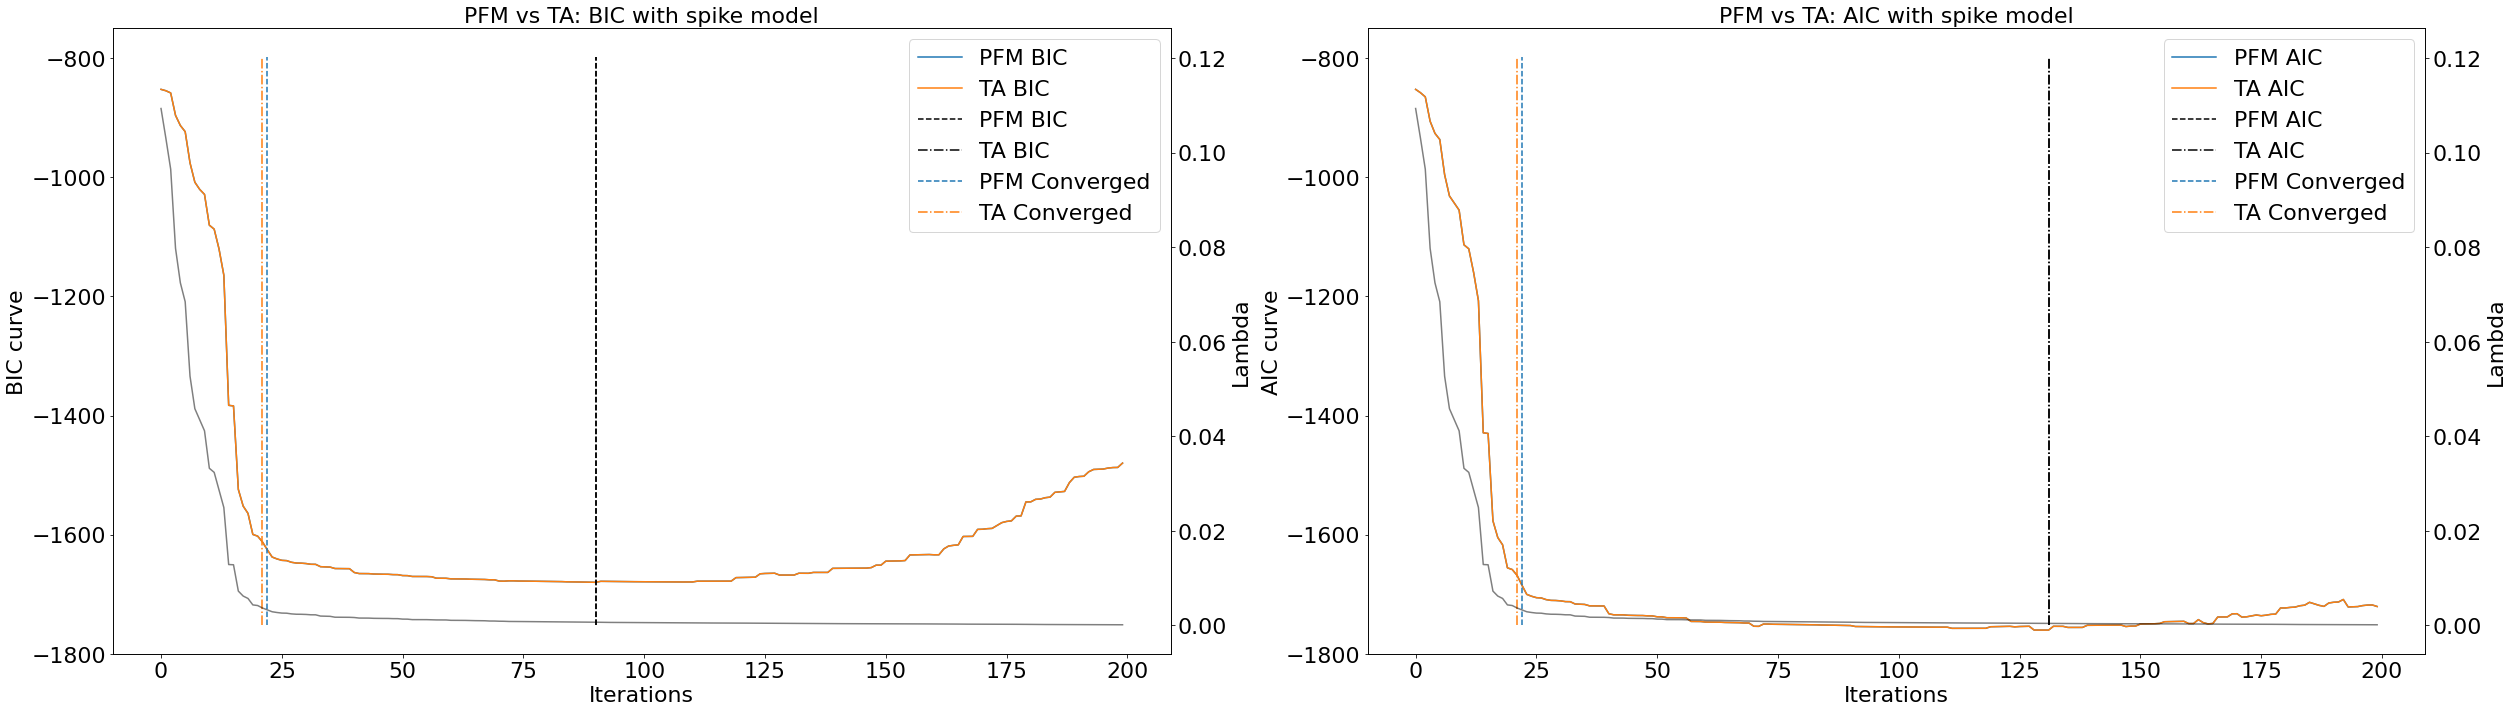 PFM vs TA: BIC with spike model
BIC curve
−800
−1000
−1200
−1400
−1600
−1800
0
25
50
75
100
125
150
175
200
Iterations
0.12
0.10
0.08
0.06
0.04
0.02
0.00
Lambda
PFM BIC
TA BIC
PFM BIC
TA BIC
PFM Converged
TA Converged
PFM vs TA: AIC with spike model
AIC curve
−800
−1000
−1200
−1400
−1600
−1800
0
25
50
75
100
125
150
175
200
Iterations
0.12
0.10
0.08
0.06
0.04
0.02
0.00
Lambda
PFM AIC
TA AIC
PFM AIC
TA AIC
PFM Converged
TA Converged